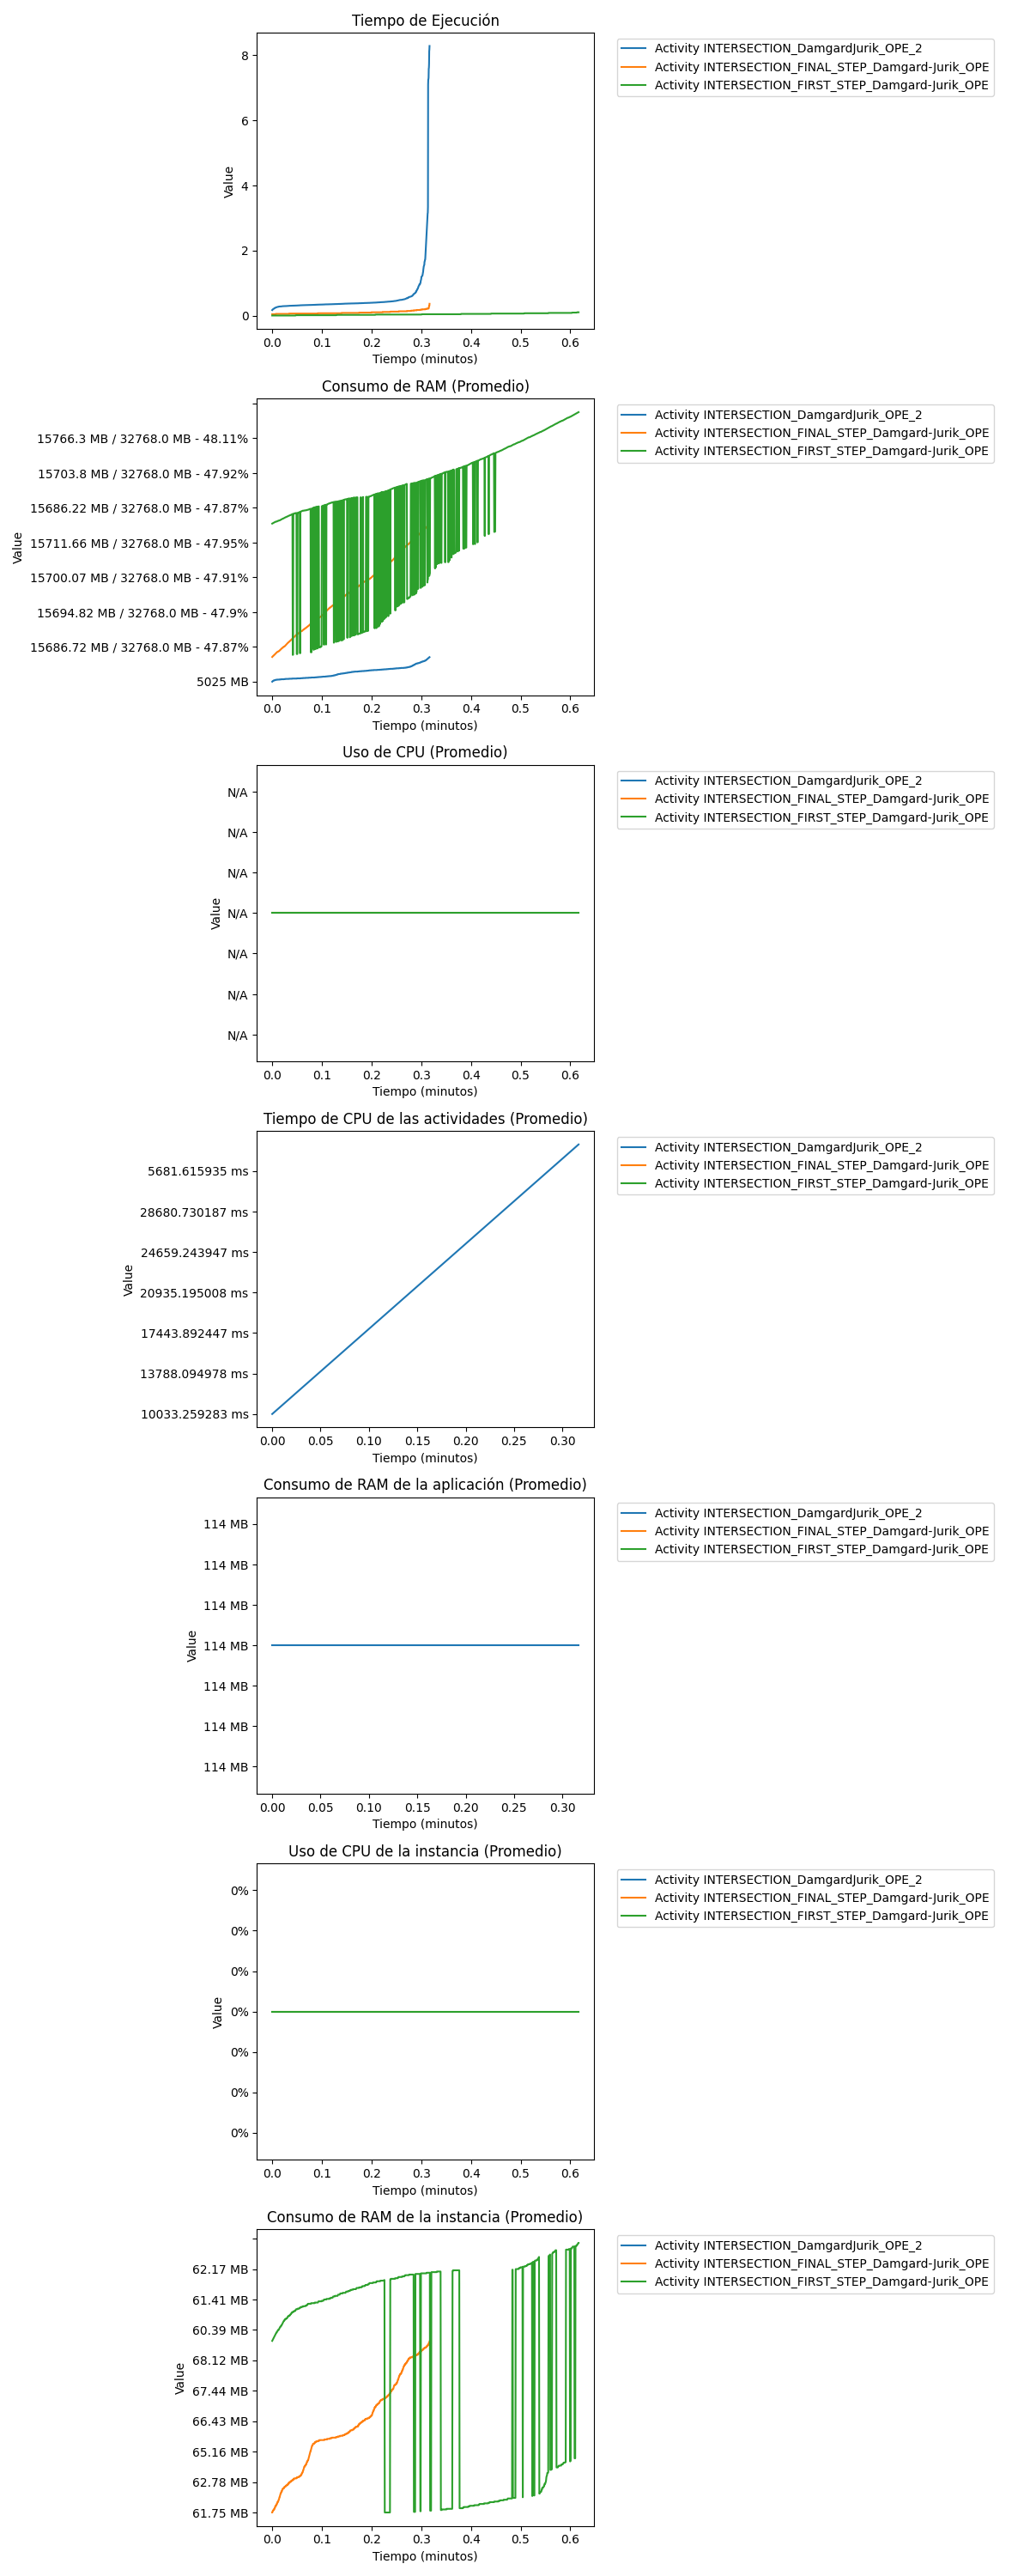 Tiempo de Ejecución
8
6
4
2
0
Value
0.0 0.1 0.2 0.3 0.4 0.5 0.6
Tiempo (minutos)
Activity INTERSECTION_DamgardJurik_OPE_2
Activity INTERSECTION_FINAL_STEP_Damgard-Jurik_OPE
Activity INTERSECTION_FIRST_STEP_Damgard-Jurik_OPE
Consumo de RAM (Promedio)
15766.3 MB / 32768.0 MB - 48.11%
15703.8 MB / 32768.0 MB - 47.92%
15686.22 MB / 32768.0 MB - 47.87%
15711.66 MB / 32768.0 MB - 47.95%
15700.07 MB / 32768.0 MB - 47.91%
15694.82 MB / 32768.0 MB - 47.9%
15686.72 MB / 32768.0 MB - 47.87%
5025 MB
Value
0.0 0.1 0.2 0.3 0.4 0.5 0.6
Tiempo (minutos)
Activity INTERSECTION_DamgardJurik_OPE_2
Activity INTERSECTION_FINAL_STEP_Damgard-Jurik_OPE
Activity INTERSECTION_FIRST_STEP_Damgard-Jurik_OPE
Uso de CPU (Promedio)
N/A
N/A
N/A
N/A
N/A
N/A
N/A
Value
0.0 0.1 0.2 0.3 0.4 0.5 0.6
Tiempo (minutos)
Activity INTERSECTION_DamgardJurik_OPE_2
Activity INTERSECTION_FINAL_STEP_Damgard-Jurik_OPE
Activity INTERSECTION_FIRST_STEP_Damgard-Jurik_OPE
Tiempo de CPU de las actividades (Promedio)
5681.615935 ms
28680.730187 ms
24659.243947 ms
20935.195008 ms
17443.892447 ms
13788.094978 ms
10033.259283 ms
Value
0.00 0.05 0.10 0.15 0.20 0.25 0.30
Tiempo (minutos)
Activity INTERSECTION_DamgardJurik_OPE_2
Activity INTERSECTION_FINAL_STEP_Damgard-Jurik_OPE
Activity INTERSECTION_FIRST_STEP_Damgard-Jurik_OPE
Consumo de RAM de la aplicación (Promedio)
114 MB
114 MB
114 MB
114 MB
114 MB
114 MB
114 MB
Value
0.00 0.05 0.10 0.15 0.20 0.25 0.30
Tiempo (minutos)
Activity INTERSECTION_DamgardJurik_OPE_2
Activity INTERSECTION_FINAL_STEP_Damgard-Jurik_OPE
Activity INTERSECTION_FIRST_STEP_Damgard-Jurik_OPE
Uso de CPU de la instancia (Promedio)
0%
0%
0%
0%
0%
0%
0%
Value
0.0 0.1 0.2 0.3 0.4 0.5 0.6
Tiempo (minutos)
Activity INTERSECTION_DamgardJurik_OPE_2
Activity INTERSECTION_FINAL_STEP_Damgard-Jurik_OPE
Activity INTERSECTION_FIRST_STEP_Damgard-Jurik_OPE
Consumo de RAM de la instancia (Promedio)
62.17 MB
61.41 MB
60.39 MB
68.12 MB
67.44 MB
66.43 MB
65.16 MB
62.78 MB
61.75 MB
Value
0.0 0.1 0.2 0.3 0.4 0.5 0.6
Tiempo (minutos)
Activity INTERSECTION_DamgardJurik_OPE_2
Activity INTERSECTION_FINAL_STEP_Damgard-Jurik_OPE
Activity INTERSECTION_FIRST_STEP_Damgard-Jurik_OPE